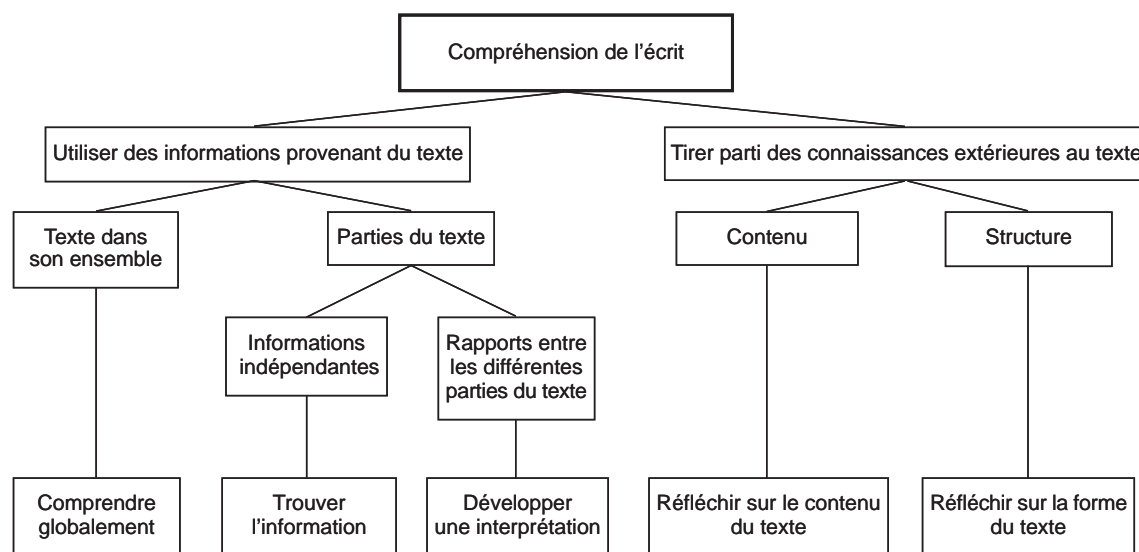 Compréhension de l’écrit
Utiliser des informations provenant du texte
Tirer parti des connaissances extérieures au texte
Texte dans
son ensemble
Parties du texte
Contenu
Structure
Informations
indépendantes
Rapports entre
les différentes
parties du texte
Comprendre
globalement
Trouver
l’information
Développer
une interprétation
Réfléchir sur le contenu
du texte
Réfléchir sur la forme
du texte